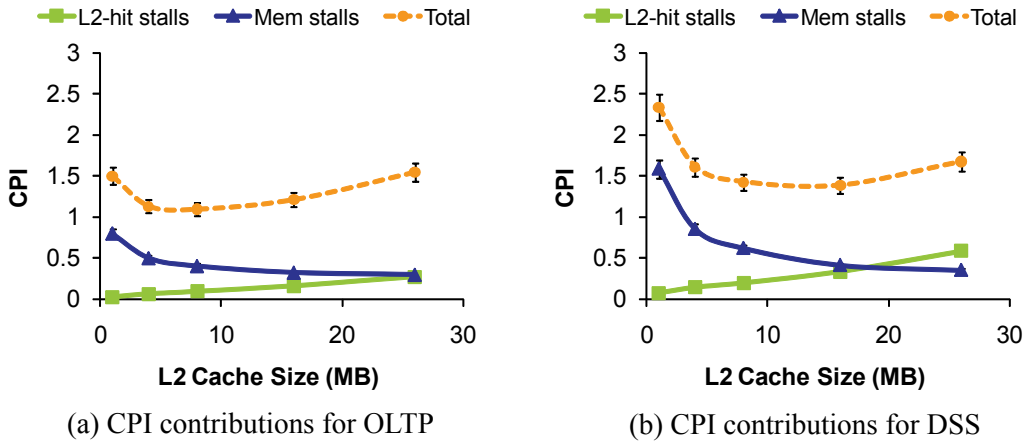 L2-hit stalls Mem stalls Total
3
2.5
2
1.5
1
0.5
0
CPI
0 10 20 30
L2 Cache Size (MB)
(a) CPI contributions for OLTP
L2-hit stalls Mem stalls Total
3
2.5
2
1.5
1
0.5
0
CPI
0 10 20 30
L2 Cache Size (MB)
(b) CPI contributions for DSS